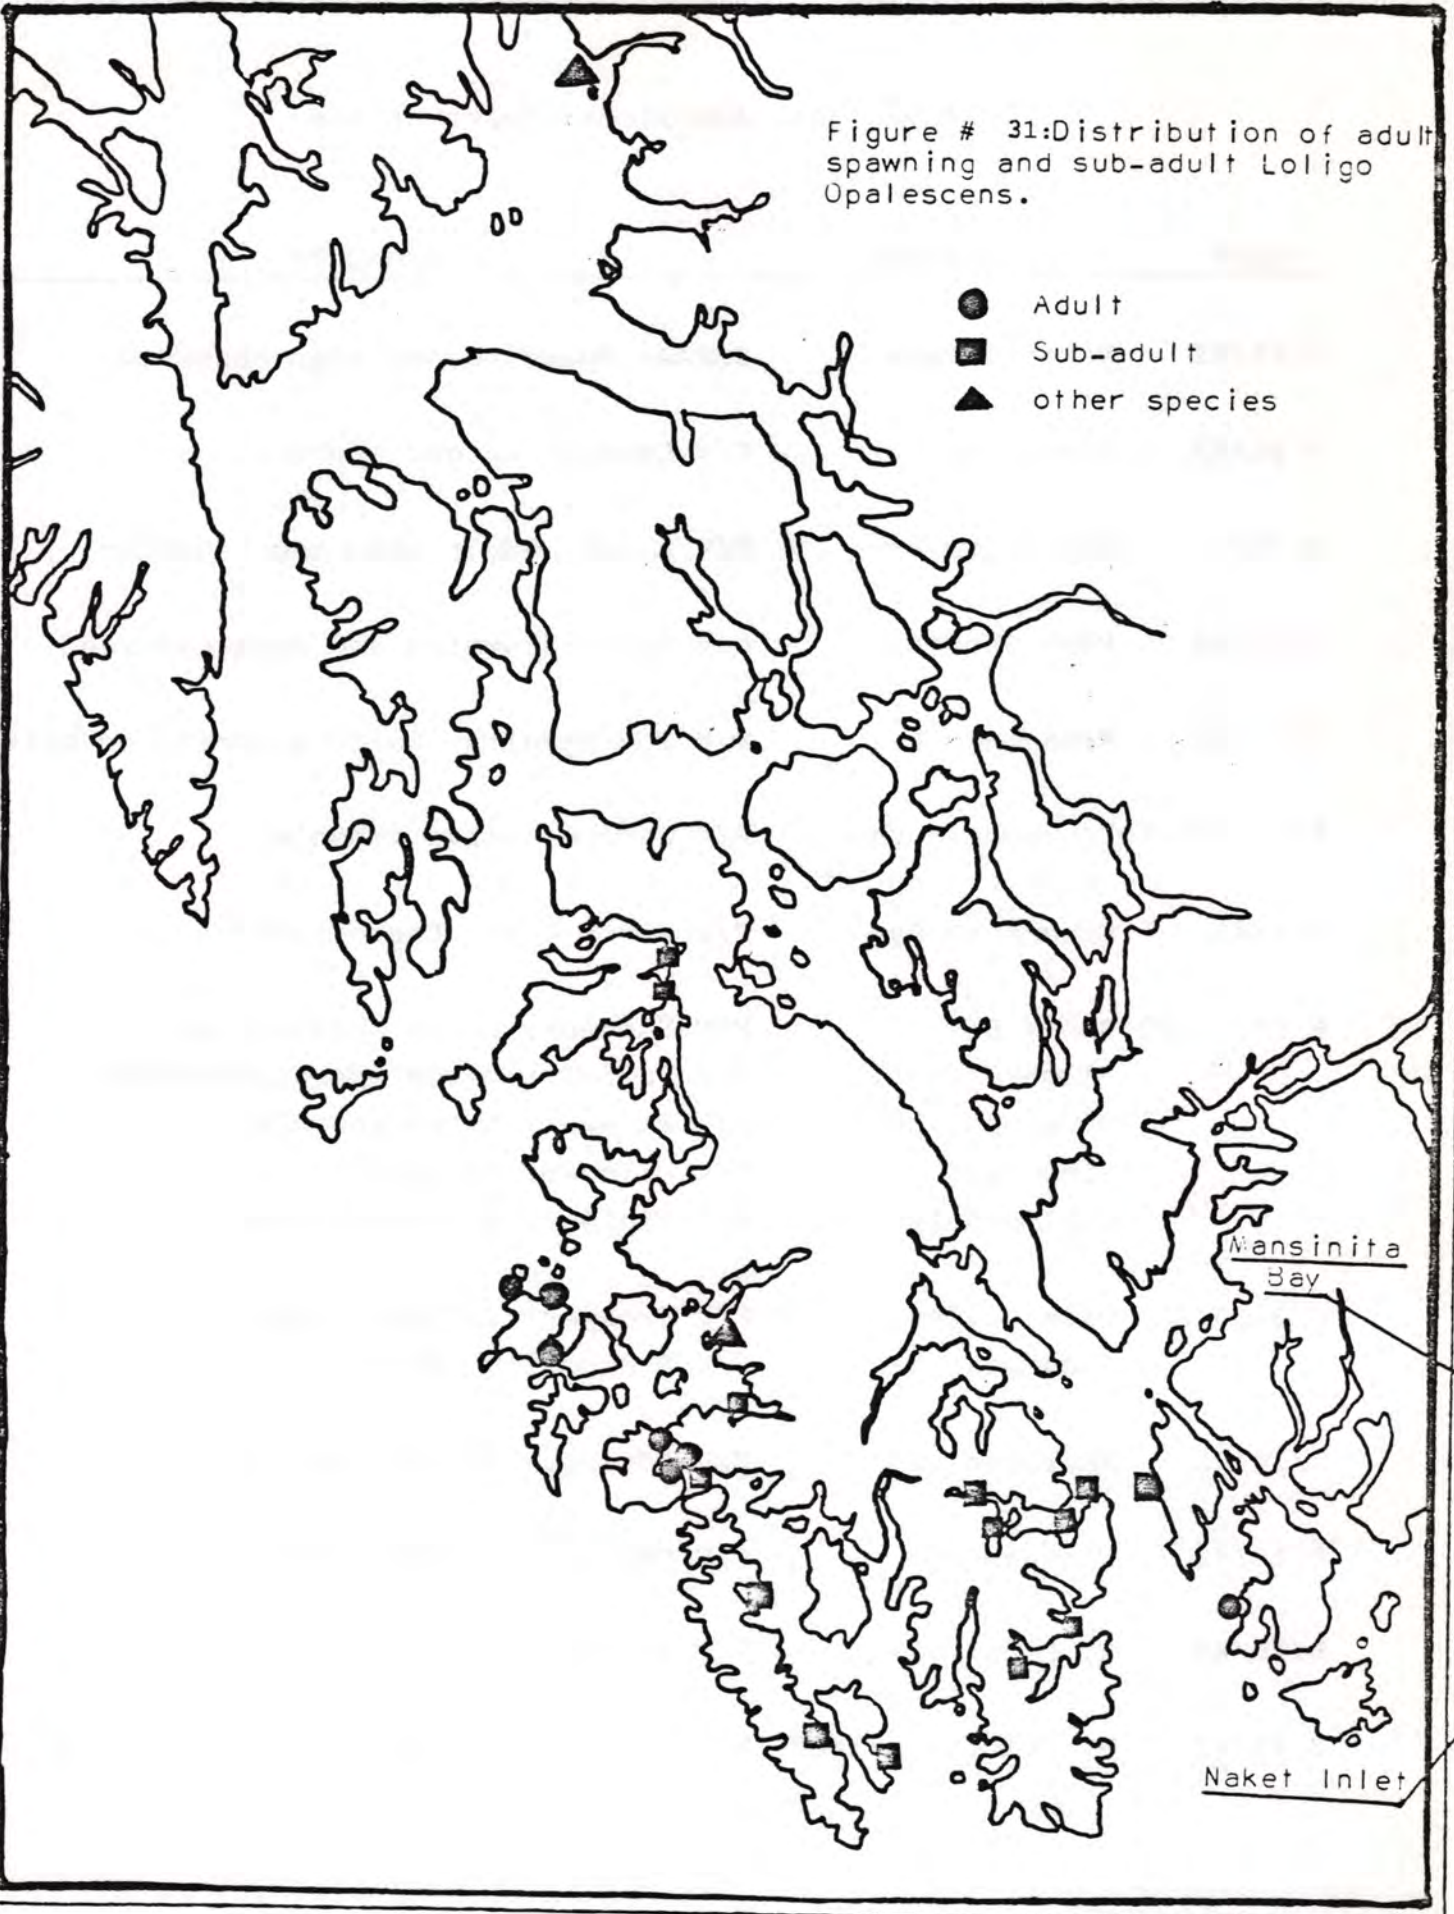 Figure # 31:Distribution of adult
spawning and sub-adult Loligo
Opalescens.
Adult
Sub-adult
other species
Mansinita
Bay
Naket Inlet